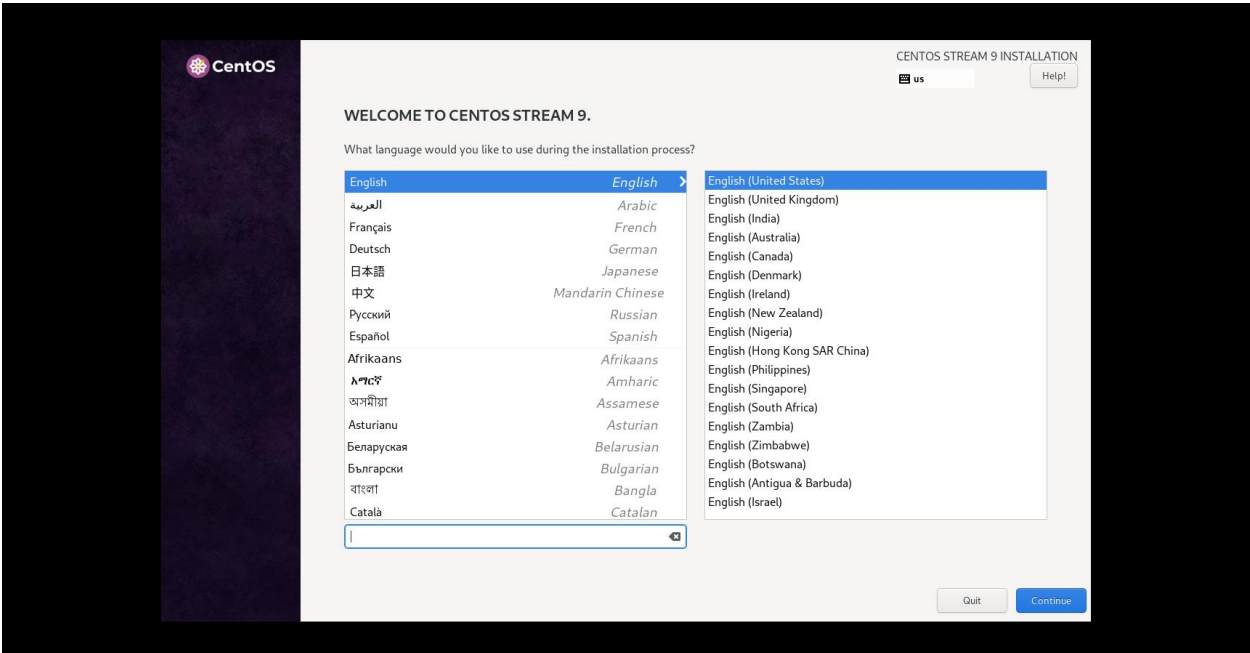 CentOS
CENTOS STREAM 9 INSTALLATION
us
Help!
WELCOME TO CENTOS STREAM 9.
What language would you like to use during the installation process?
English English
العربية Arabic
Français French
Deutsch German
日本語 Japanese
中文 Mandarin Chinese
Русский Russian
Español Spanish
Afrikaans Afrikaans
አማርኛ Amharic
অসমীয়া Assamese
Asturianu Asturian
Беларуская Belarusian
Български Bulgarian
বাংলা Bangla
Català Catalan
English (United States)
English (United Kingdom)
English (India)
English (Australia)
English (Canada)
English (Denmark)
English (Ireland)
English (New Zealand)
English (Nigeria)
English (Hong Kong SAR China)
English (Philippines)
English (Singapore)
English (South Africa)
English (Zambia)
English (Zimbabwe)
English (Botswana)
English (Antigua & Barbuda)
English (Israel)
Quit
Continue